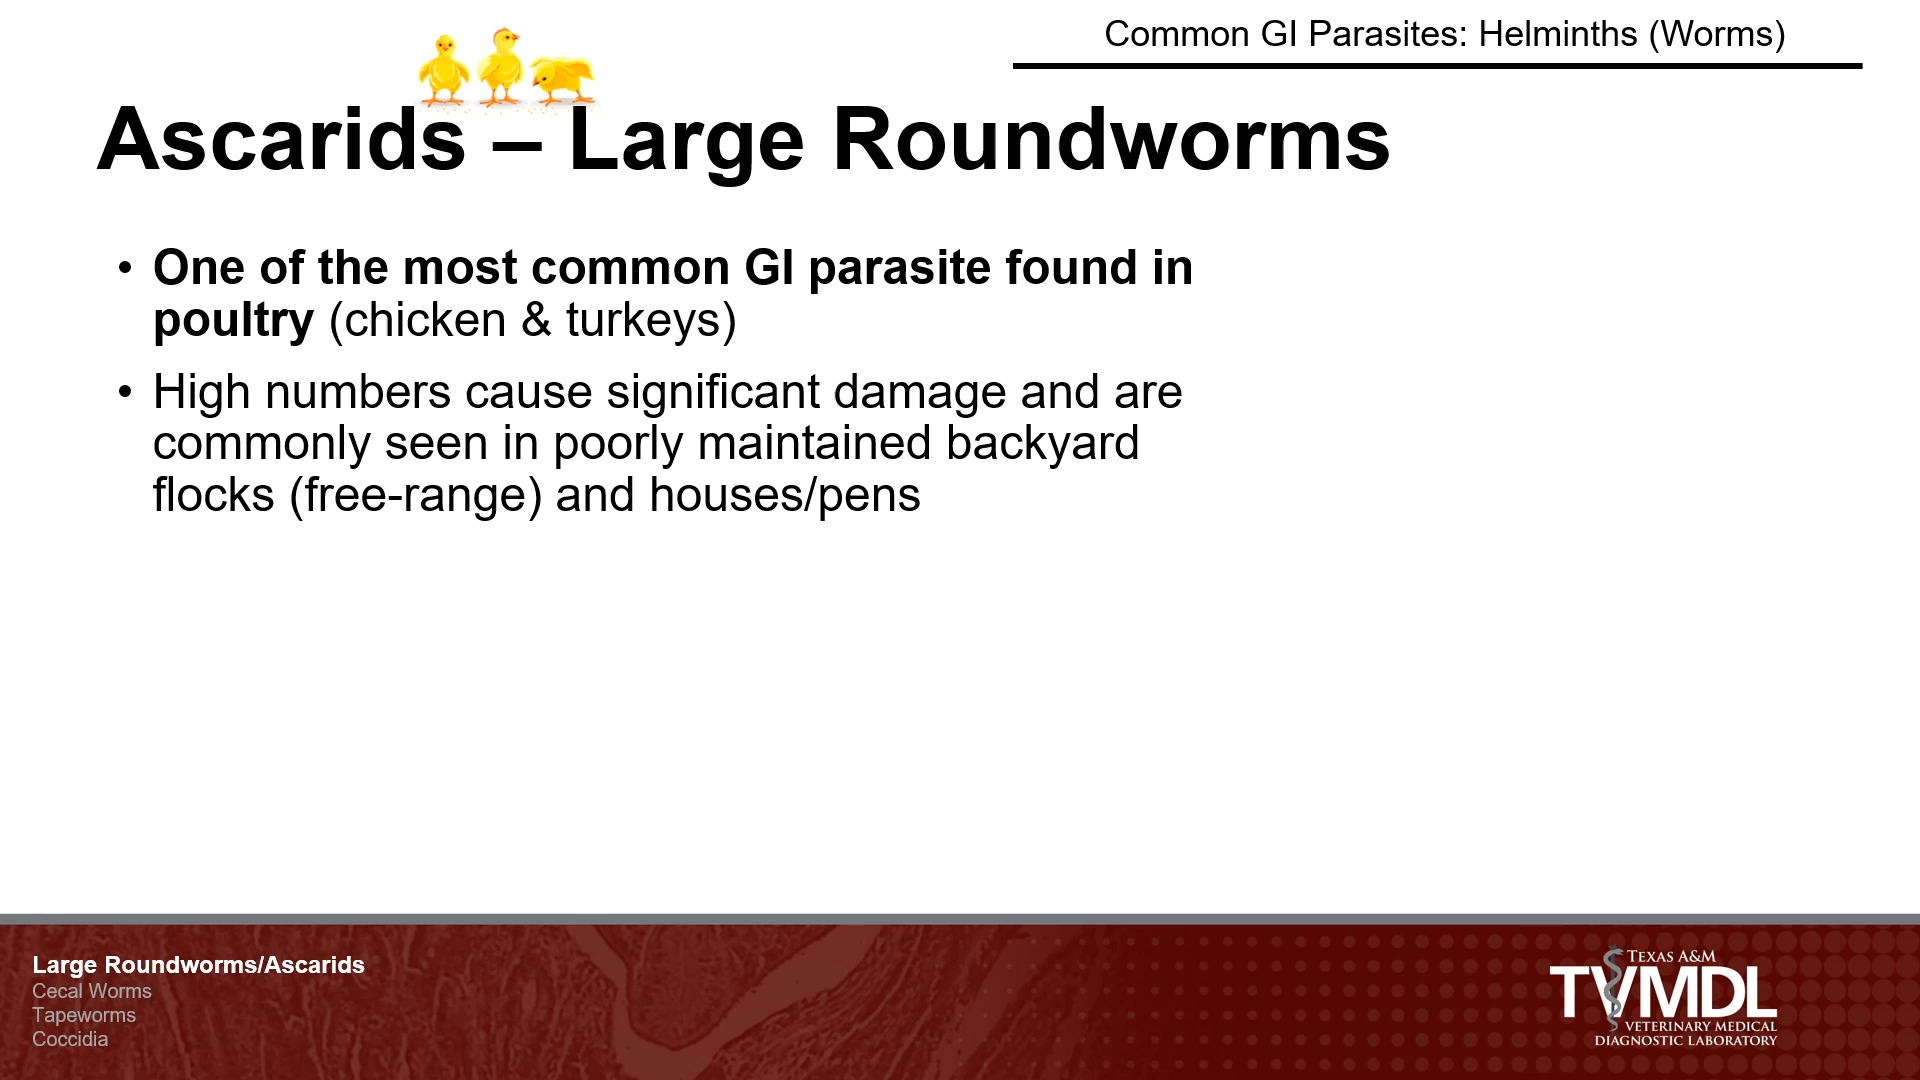 Common GI Parasites: Helminths (Worms)
Ascarids – Large Roundworms
• One of the most common GI parasite found in
poultry (chicken & turkeys)
• High numbers cause significant damage and are
commonly seen in poorly maintained backyard
flocks (free-range) and houses/pens
Large Roundworms/Ascarids
Cecal Worms
Tapeworms
Coccidia
TEXAS A&M
TVMDL
VETERINARY MEDICAL
DIAGNOSTIC LABORATORY